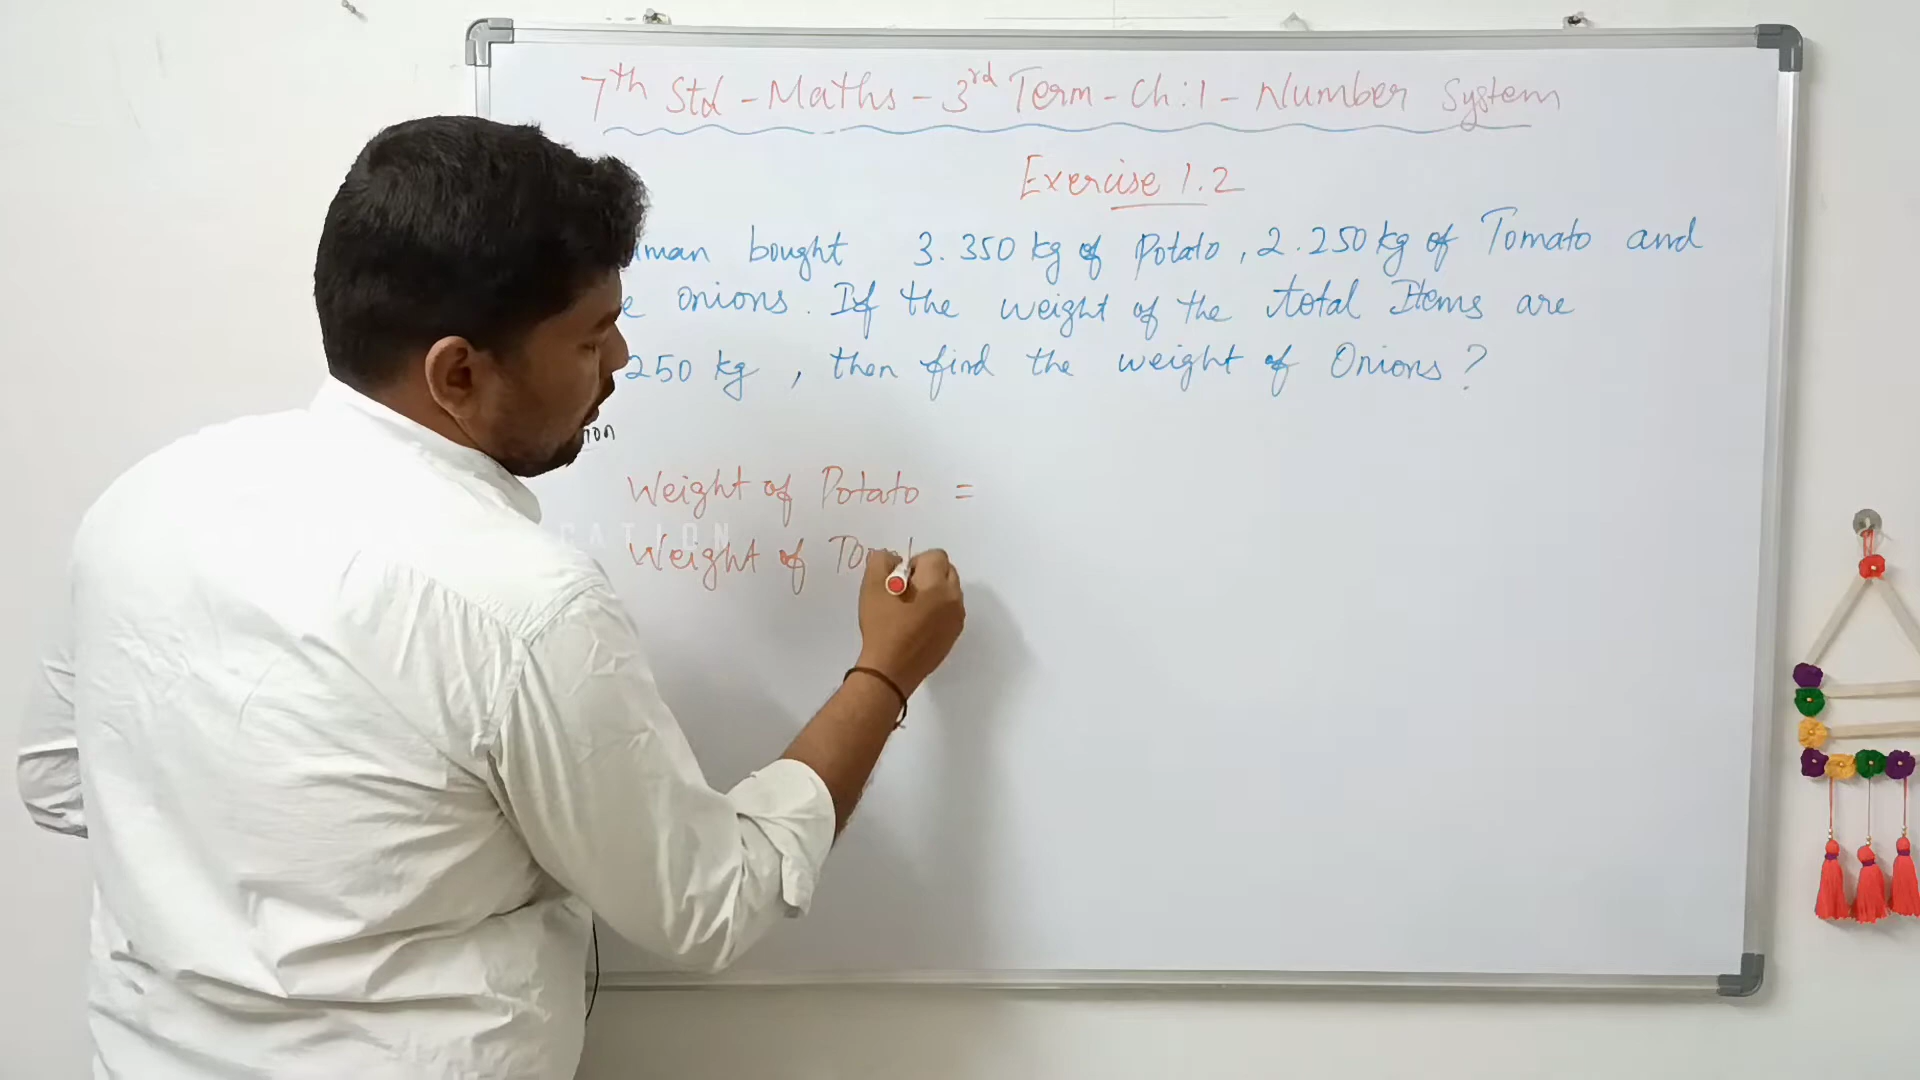 7th Std - Maths - 3rd Term - Ch:1 - Number System
Exercise 1.2
bought 3.350 kg of Potato, 2.250 kg of Tomato and
onions. If the weight of the total Items are
250 kg, then find the weight of Onions?
Weight of Potato =
Weight of